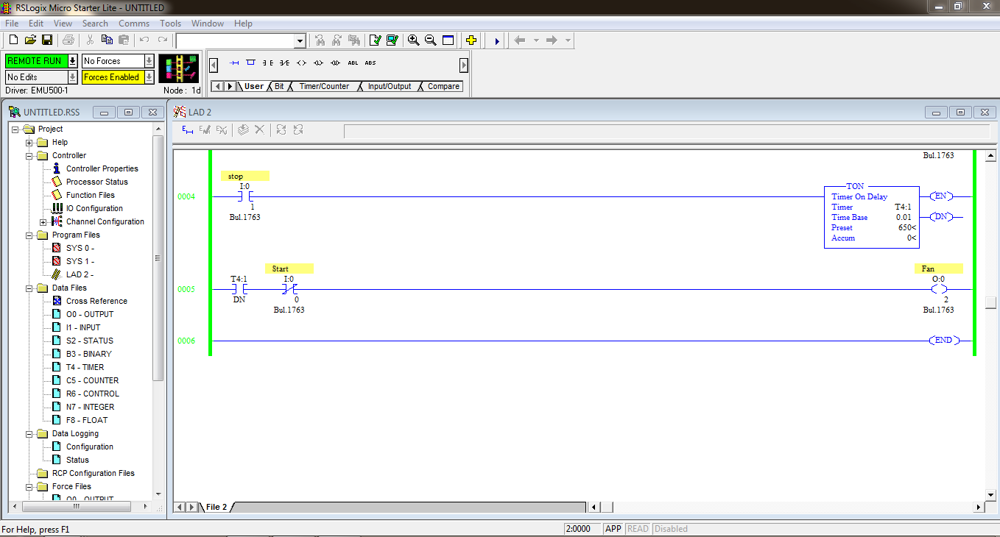 RSLogix Micro Starter Lite - UNTITLED
File Edit View Search Comms Tools Window Help
REMOTE RUN No Forces
No Edits Forces Enabled
Driver: EMU500-1 Node : 1d
ABL ABS
User Bit Timer/Counter Input/Output Compare
UNTITLED.RSS
Project
Help
Controller
Controller Properties
Processor Status
Function Files
IO Configuration
Channel Configuration
Program Files
SYS 0 -
SYS 1 -
LAD 2 -
Data Files
Cross Reference
O0 - OUTPUT
I1 - INPUT
S2 - STATUS
B3 - BINARY
T4 - TIMER
C5 - COUNTER
R6 - CONTROL
N7 - INTEGER
F8 - FLOAT
Data Logging
Configuration
Status
RCP Configuration Files
Force Files
O0 - OUTPUT
LAD 2
Bul.1763
stop
I:0
0004
1
Bul.1763
TON
Timer On Delay
Timer T4:1
Time Base 0.01
Preset 650<
Accum 0<
EN
DN
Start
Fan
T4:1 I:0 O:0
0005
DN 0 2
Bul.1763 Bul.1763
0006 END
File 2
For Help, press F1 2:0000 APP READ Disabled